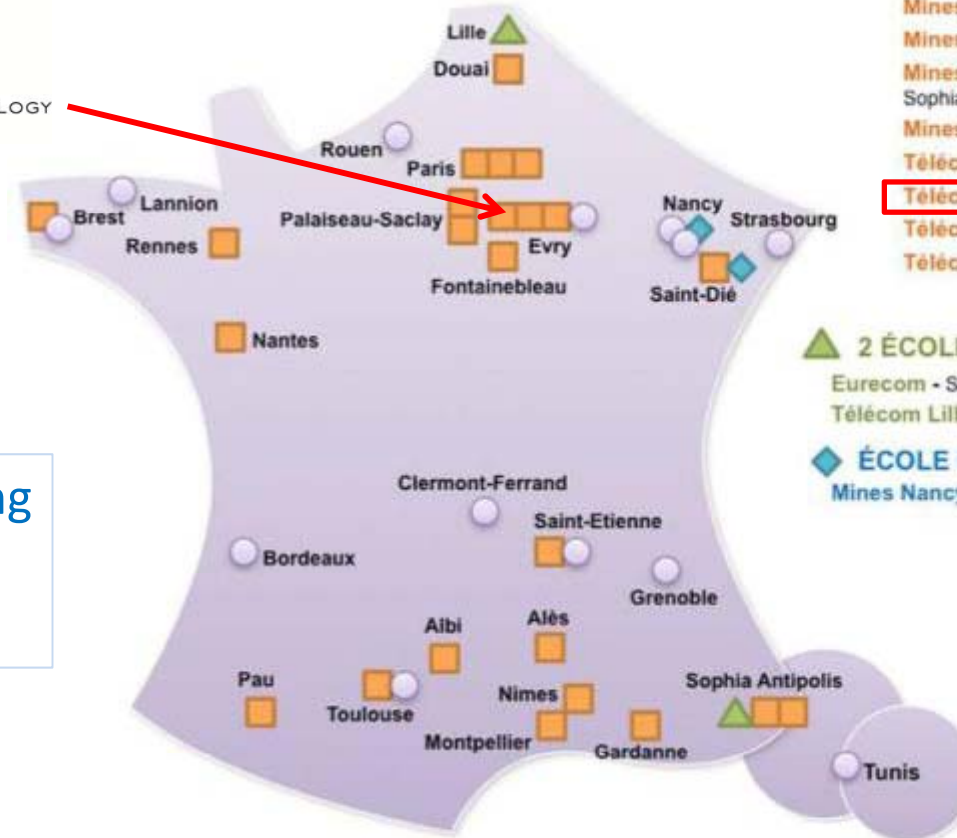 Lille
Douai
LOGY
Rouen
Paris
Lannion
Brest
Palaiseau-Saclay
Nancy
Strasbourg
Rennes
Evry
Fontainebleau
Saint-Dié
Nantes
Clermont-Ferrand
Saint-Etienne
Bordeaux
Grenoble
Albi
Alès
Pau
Nimes
Sophia Antipolis
Toulouse
Montpellier
Gardanne
Tunis
Mines
Mines
Mines
Sophia
Mines
Téléc
Téléc
Téléc
Téléc
2 ÉCOL
Eurecom - S
Télécom Lill
ÉCOLE
Mines Nancy
ng